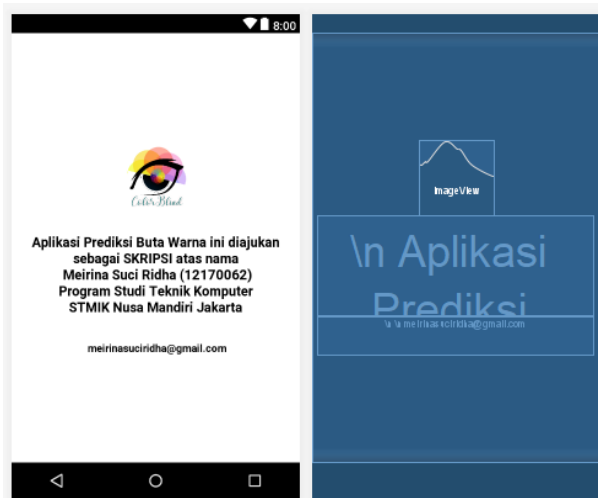 8:00
Color Blind
Aplikasi Prediksi Buta Warna ini diajukan
sebagai SKRIPSI atas nama
Meirina Suci Ridha (12170062)
Program Studi Teknik Komputer
STMIK Nusa Mandiri Jakarta
meirinasuciridha@gmail.com
ImageView
\n Aplikasi
Prediksi
\n \n meirinasuciridha@gmail.com